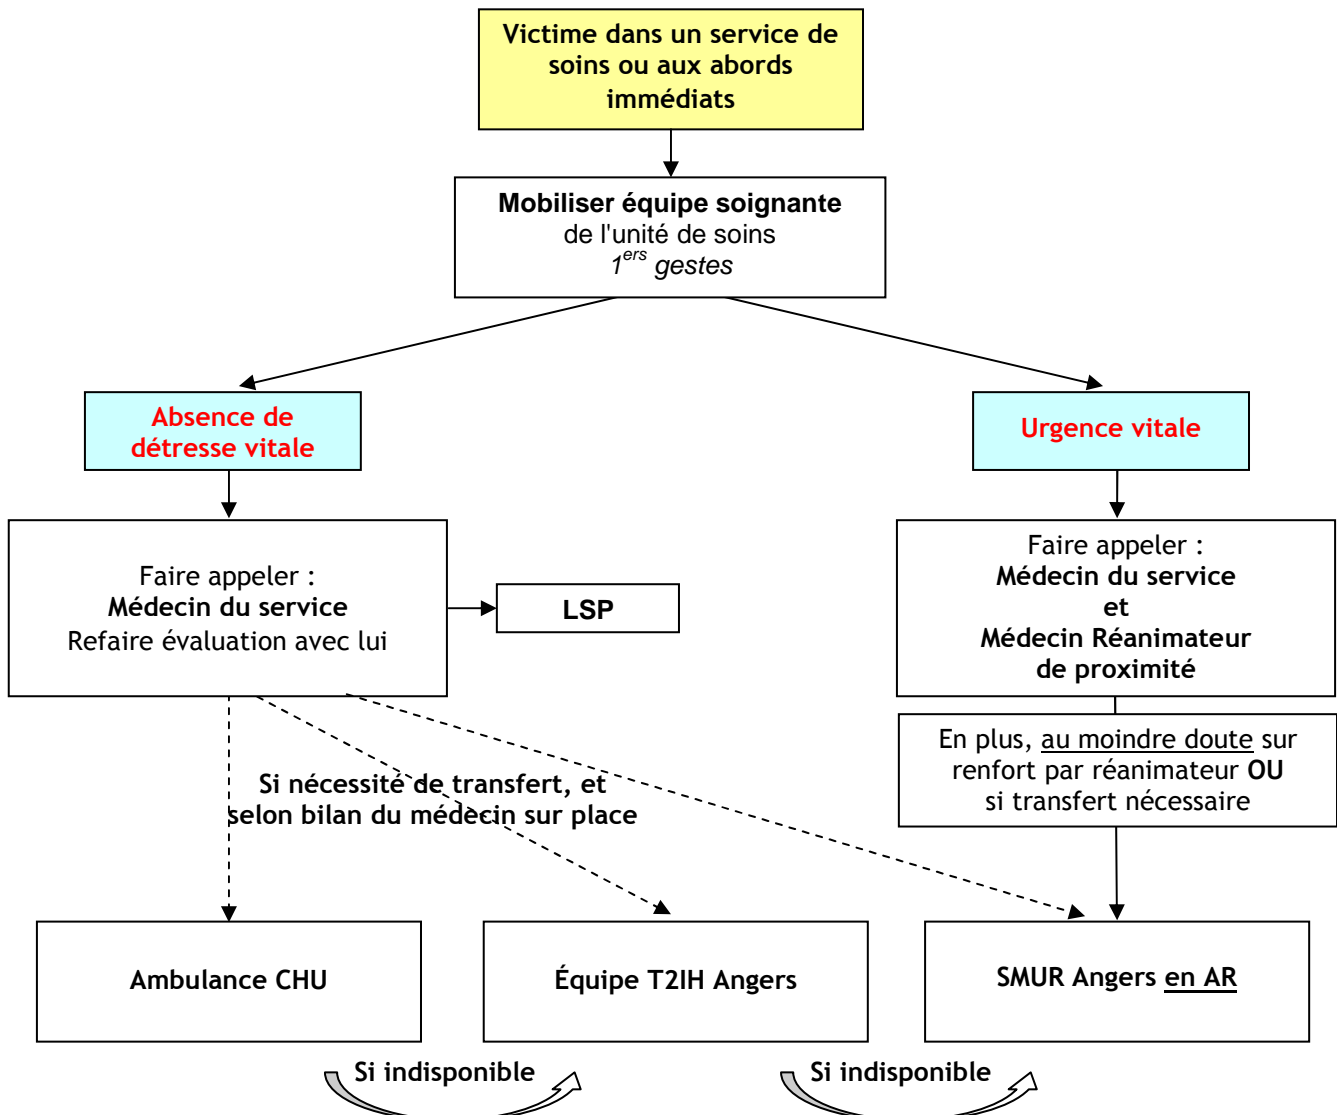 Victime dans un service de
soins ou aux abords
immédiats
Mobiliser équipe soignante
de l'unité de soins
1ers gestes
Absence de
détresse vitale
Urgence vitale
Faire appeler :
Médecin du service
Refaire évaluation avec lui
LSP
Faire appeler :
Médecin du service
et
Médecin Réanimateur
de proximité
En plus, au moindre doute sur
renfort par réanimateur OU
si transfert nécessaire
Si nécessité de transfert, et
selon bilan du médecin sur place
Ambulance CHU
Équipe T2IH Angers
SMUR Angers en AR
Si indisponible
Si indisponible